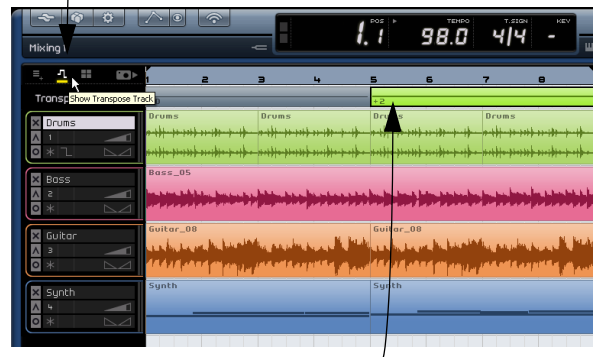 POS TEMPO T.SIGN KEV
1. 1 98.0 4|4 -
Mixing
1 2 3 4 5 6 7 8
Show Transpose Track
+2
Drums
1
Drums Drums Drums Drums
Bass
2
Bass_05
Guitar
3
Guitar_08 Guitar_08
Synth
4
Synth Synth